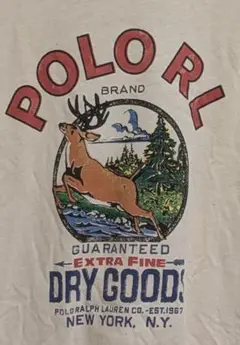 POLO RL
BRAND
GUARANTEED
EXTRA FINE
DRY GOODS
POLO RALPH LAUREN CO.-EST.1967
NEW YORK, N.Y.